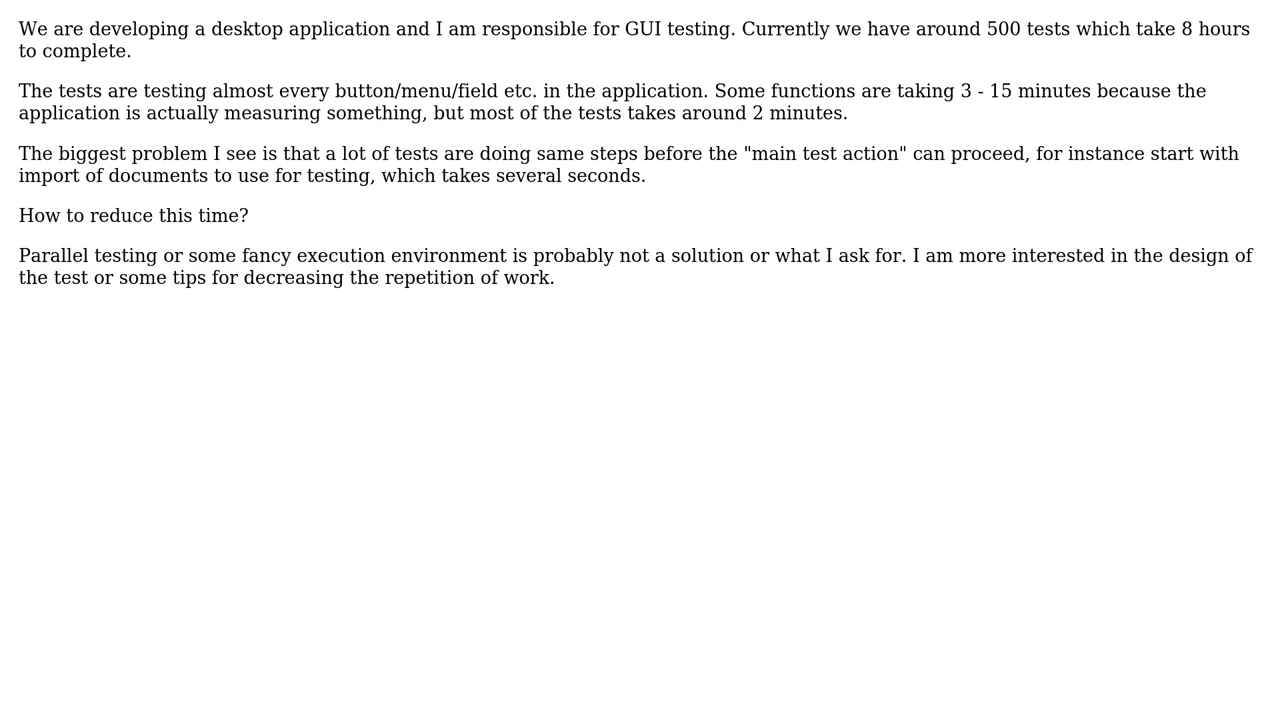 We are developing a desktop application and I am responsible for GUI testing. Currently we have around 500 tests which take 8 hours
to complete.
The tests are testing almost every button/menu/field etc. in the application. Some functions are taking 3 - 15 minutes because the
application is actually measuring something, but most of the tests takes around 2 minutes.
The biggest problem I see is that a lot of tests are doing same steps before the "main test action" can proceed, for instance start with
import of documents to use for testing, which takes several seconds.
How to reduce this time?
Parallel testing or some fancy execution environment is probably not a solution or what I ask for. I am more interested in the design of
the test or some tips for decreasing the repetition of work.